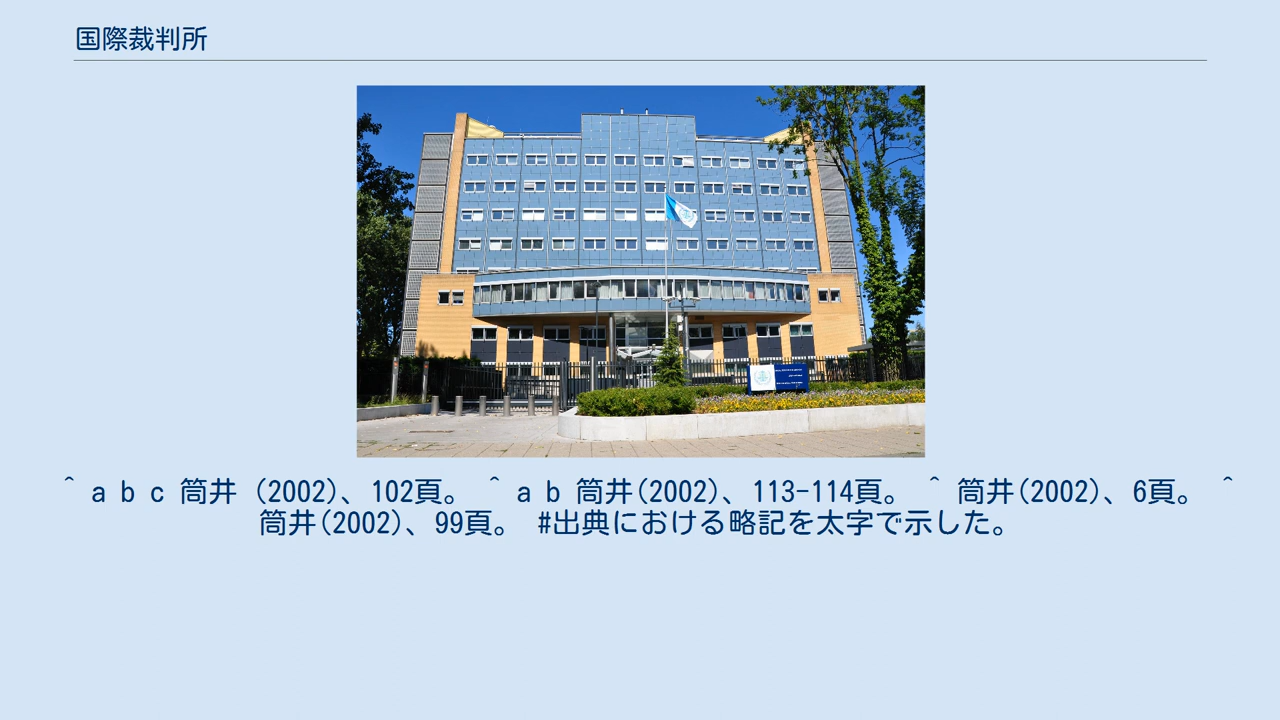 国際裁判所
^ a b c 筒井 (2002)、102頁。 ^ a b 筒井(2002)、113-114頁。 ^ 筒井(2002)、6頁。 ^
筒井(2002)、99頁。 #出典における略記を太字で示した。